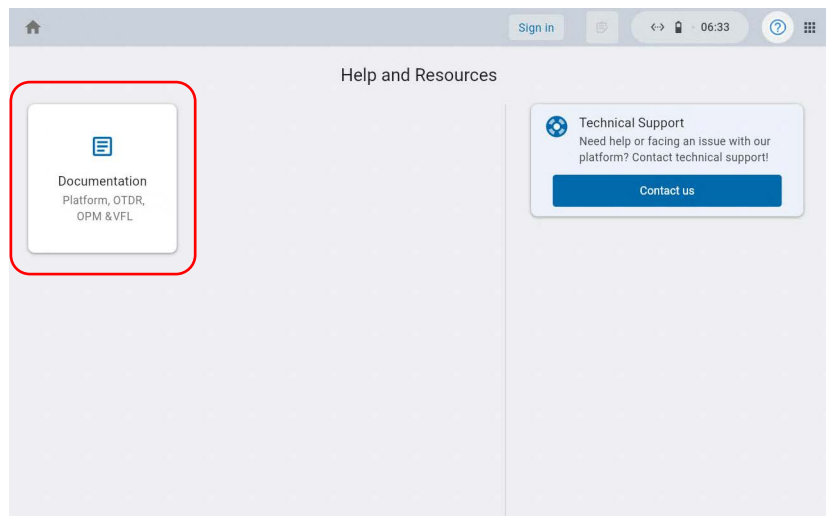 Sign in
06:33
Help and Resources
Documentation
Platform, OTDR,
OPM &VFL
Technical Support
Need help or facing an issue with our
platform? Contact technical support!
Contact us